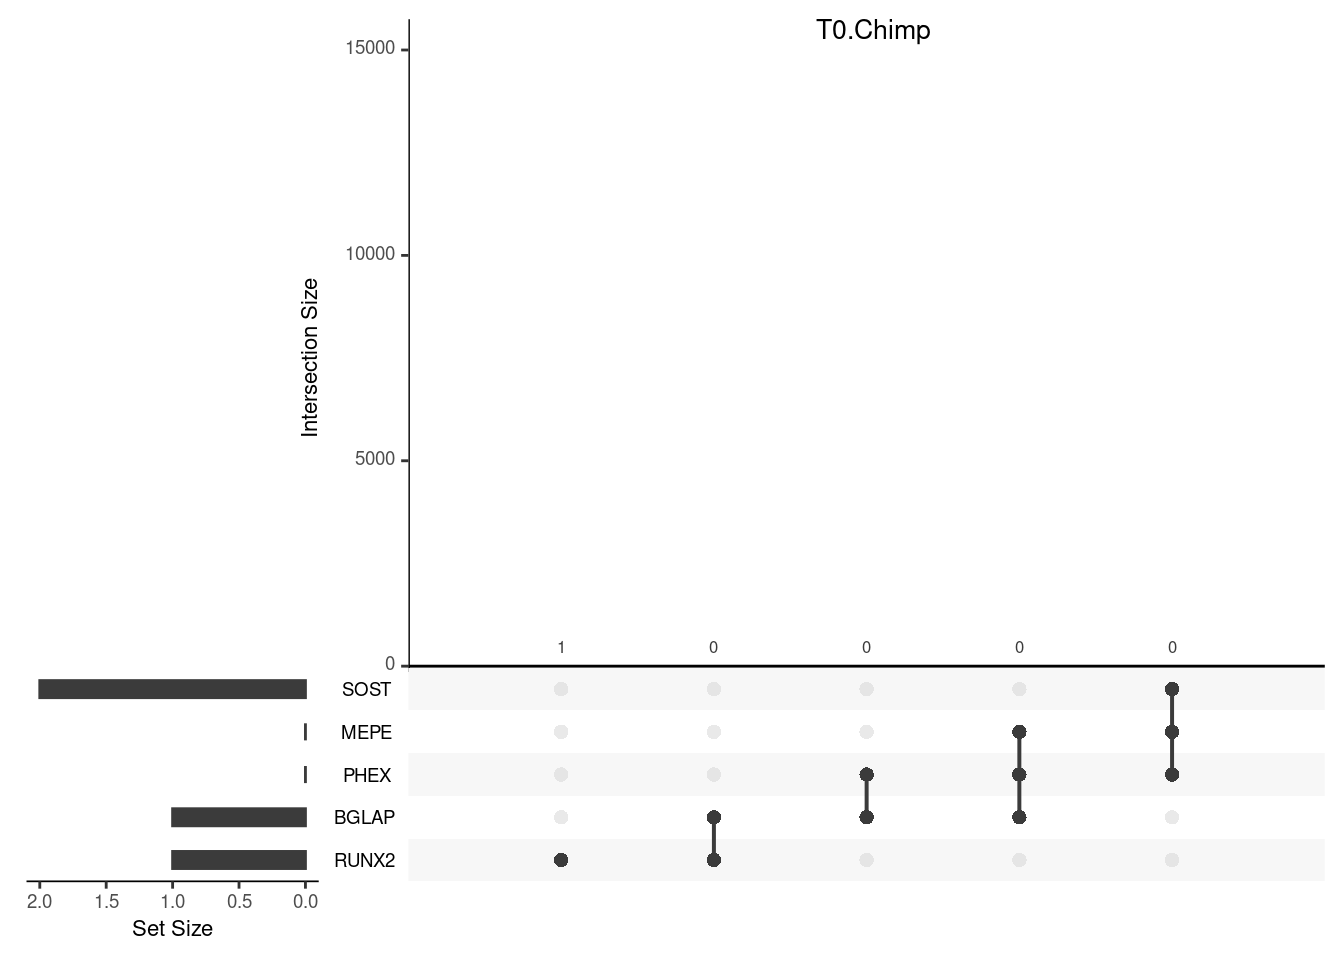 T0.Chimp
15000
10000
5000
0
Intersection Size
1 0 0 0 0
SOST
MEPE
PHEX
BGLAP
RUNX2
2.0 1.5 1.0 0.5 0.0
Set Size